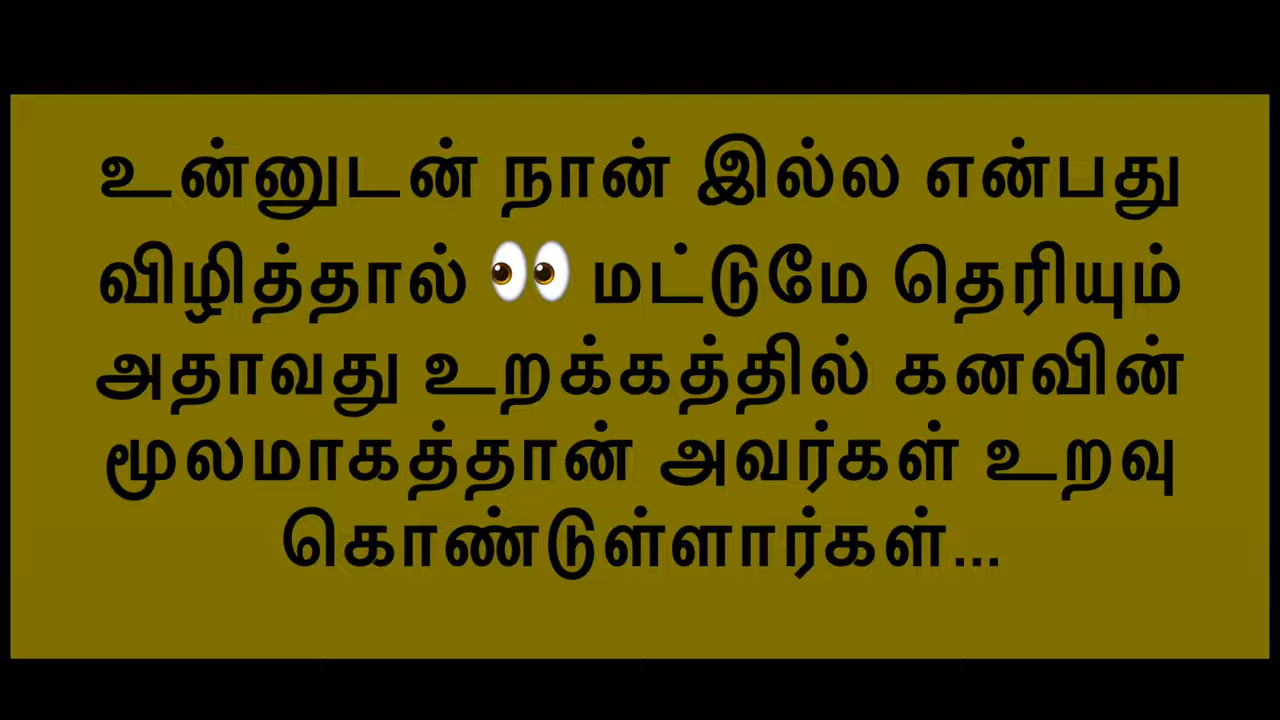 உன்னுடன் நான் இல்ல என்பது
விழித்தால் 👀 மட்டுமே தெரியும்
அதாவது உறக்கத்தில் கனவின்
மூலமாகத்தான் அவர்கள் உறவு
கொண்டுள்ளார்கள்...